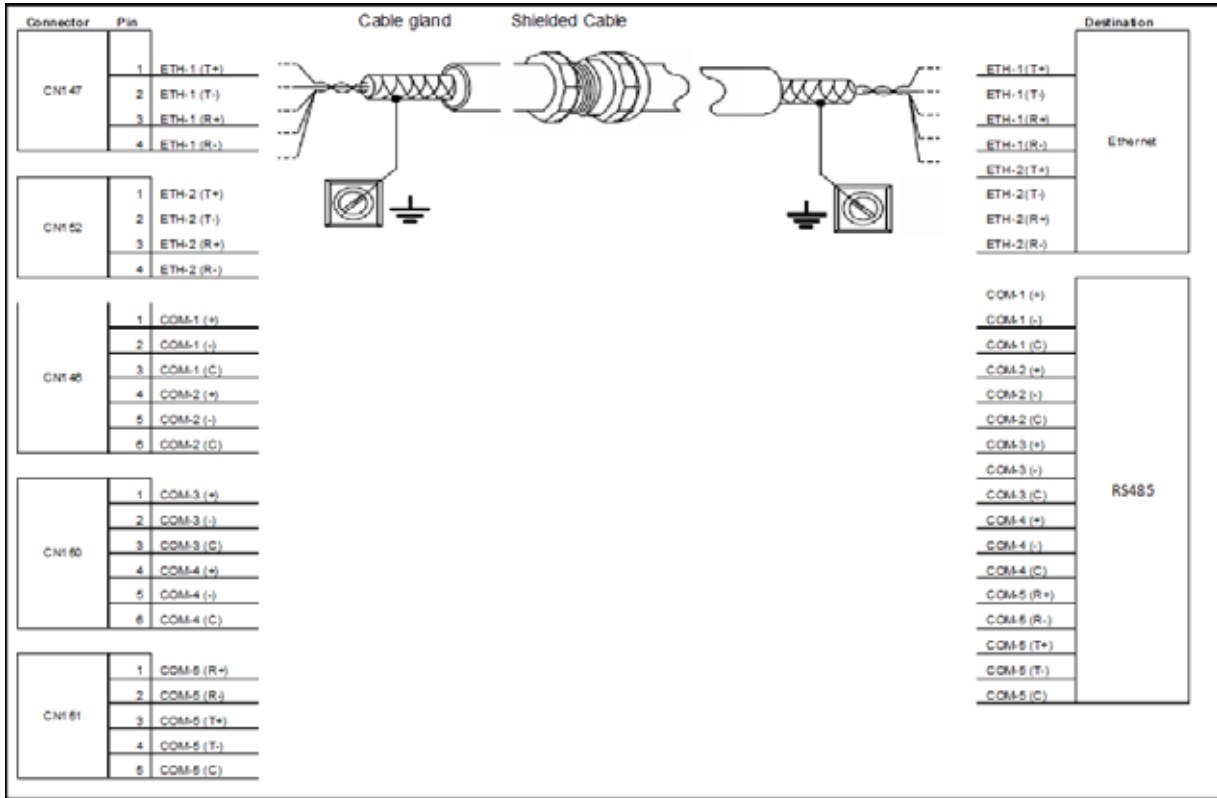 Connector Pin
Cable gland
Shielded Cable
Destination
CN147
1 ETH-1 (T+)
2 ETH-1 (T-)
3 ETH-1 (R+)
4 ETH-1 (R-)
CN152
1 ETH-2 (T+)
2 ETH-2 (T-)
3 ETH-2 (R+)
4 ETH-2 (R-)
1 COM-1 (+)
2 COM-1 (-)
3 COM-1 (C)
4 COM-2 (+)
5 COM-2 (-)
6 COM-2 (C)
CN150
1 COM-3 (+)
2 COM-3 (-)
3 COM-3 (C)
4 COM-4 (+)
5 COM-4 (-)
6 COM-4 (C)
CN151
1 COM-5 (R+)
2 COM-5 (R-)
3 COM-5 (T+)
4 COM-5 (T-)
5 COM-5 (C)
ETH-1(T+)
ETH-1(T-)
ETH-1(R+)
ETH-1(R-)
ETH-2(T+)
ETH-2(T-)
ETH-2(R+)
ETH-2(R-)
Ethernet
COM-1 (+)
COM-1 (-)
COM-1 (C)
COM-2 (+)
COM-2 (-)
COM-2 (C)
COM-3 (+)
COM-3 (-)
COM-3 (C)
COM-4 (+)
COM-4 (-)
COM-4 (C)
COM-5 (R+)
COM-5 (R-)
COM-5 (T+)
COM-5 (T-)
COM-5 (C)
RS485